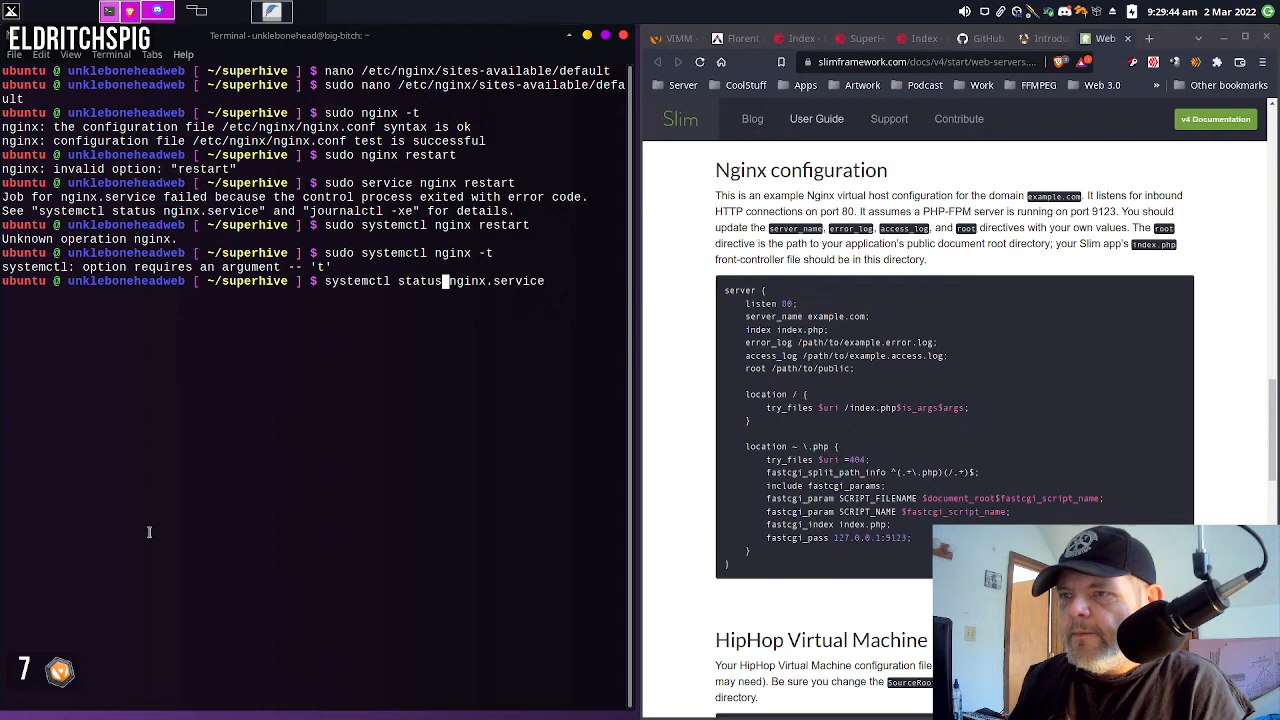 9:29:44 am 2 Mar 2022
ELDRITCHSPIG
Terminal - unklebonehead@big-bitch: ~
File Edit View Terminal Tabs Help
ubuntu @ unkleboneheadweb [ ~/superhive ] $ nano /etc/nginx/sites-available/default
ubuntu @ unkleboneheadweb [ ~/superhive ] $ sudo nano /etc/nginx/sites-available/defa
ult
ubuntu @ unkleboneheadweb [ ~/superhive ] $ sudo nginx -t
nginx: the configuration file /etc/nginx/nginx.conf syntax is ok
nginx: configuration file /etc/nginx/nginx.conf test is successful
ubuntu @ unkleboneheadweb [ ~/superhive ] $ sudo nginx restart
nginx: invalid option: "restart"
ubuntu @ unkleboneheadweb [ ~/superhive ] $ sudo service nginx restart
Job for nginx.service failed because the control process exited with error code.
See "systemctl status nginx.service" and "journalctl -xe" for details.
ubuntu @ unkleboneheadweb [ ~/superhive ] $ sudo systemctl nginx restart
Unknown operation nginx.
ubuntu @ unkleboneheadweb [ ~/superhive ] $ sudo systemctl nginx -t
systemctl: option requires an argument -- 't'
ubuntu @ unkleboneheadweb [ ~/superhive ] $ systemctl status nginx.service
7
VIMM Florent Index SuperH Index - GitHub Introdu Web
slimframework.com/docs/v4/start/web-servers....
Server CoolStuff Apps Artwork Podcast Work FFMPEG Web 3.0 » Other bookmarks
Slim Blog User Guide Support Contribute v4 Documentation
Nginx configuration
This is an example Nginx virtual host configuration for the domain example.com. It listens for inbound
HTTP connections on port 80. It assumes a PHP-FPM server is running on port 9123. You should
update the server_name, error_log, access_log, and root directives with your own values. The root
directive is the path to your application's public document root directory; your Slim app's index.php
front-controller file should be in this directory.
server {
listen 80;
server_name example.com;
index index.php;
error_log /path/to/example.error.log;
access_log /path/to/example.access.log;
root /path/to/public;
location / {
try_files $uri /index.php$is_args$args;
}
location ~ \.php {
try_files $uri =404;
fastcgi_split_path_info ^(.+\.php)(/.+)$;
include fastcgi_params;
fastcgi_param SCRIPT_FILENAME $document_root$fastcgi_script_name;
fastcgi_param SCRIPT_NAME $fastcgi_script_name;
fastcgi_index index.php;
fastcgi_pass 127.0.0.1:9123;
}
}
HipHop Virtual Machine
Your HipHop Virtual Machine configuration file
may need). Be sure you change the SourceRoot
directory.